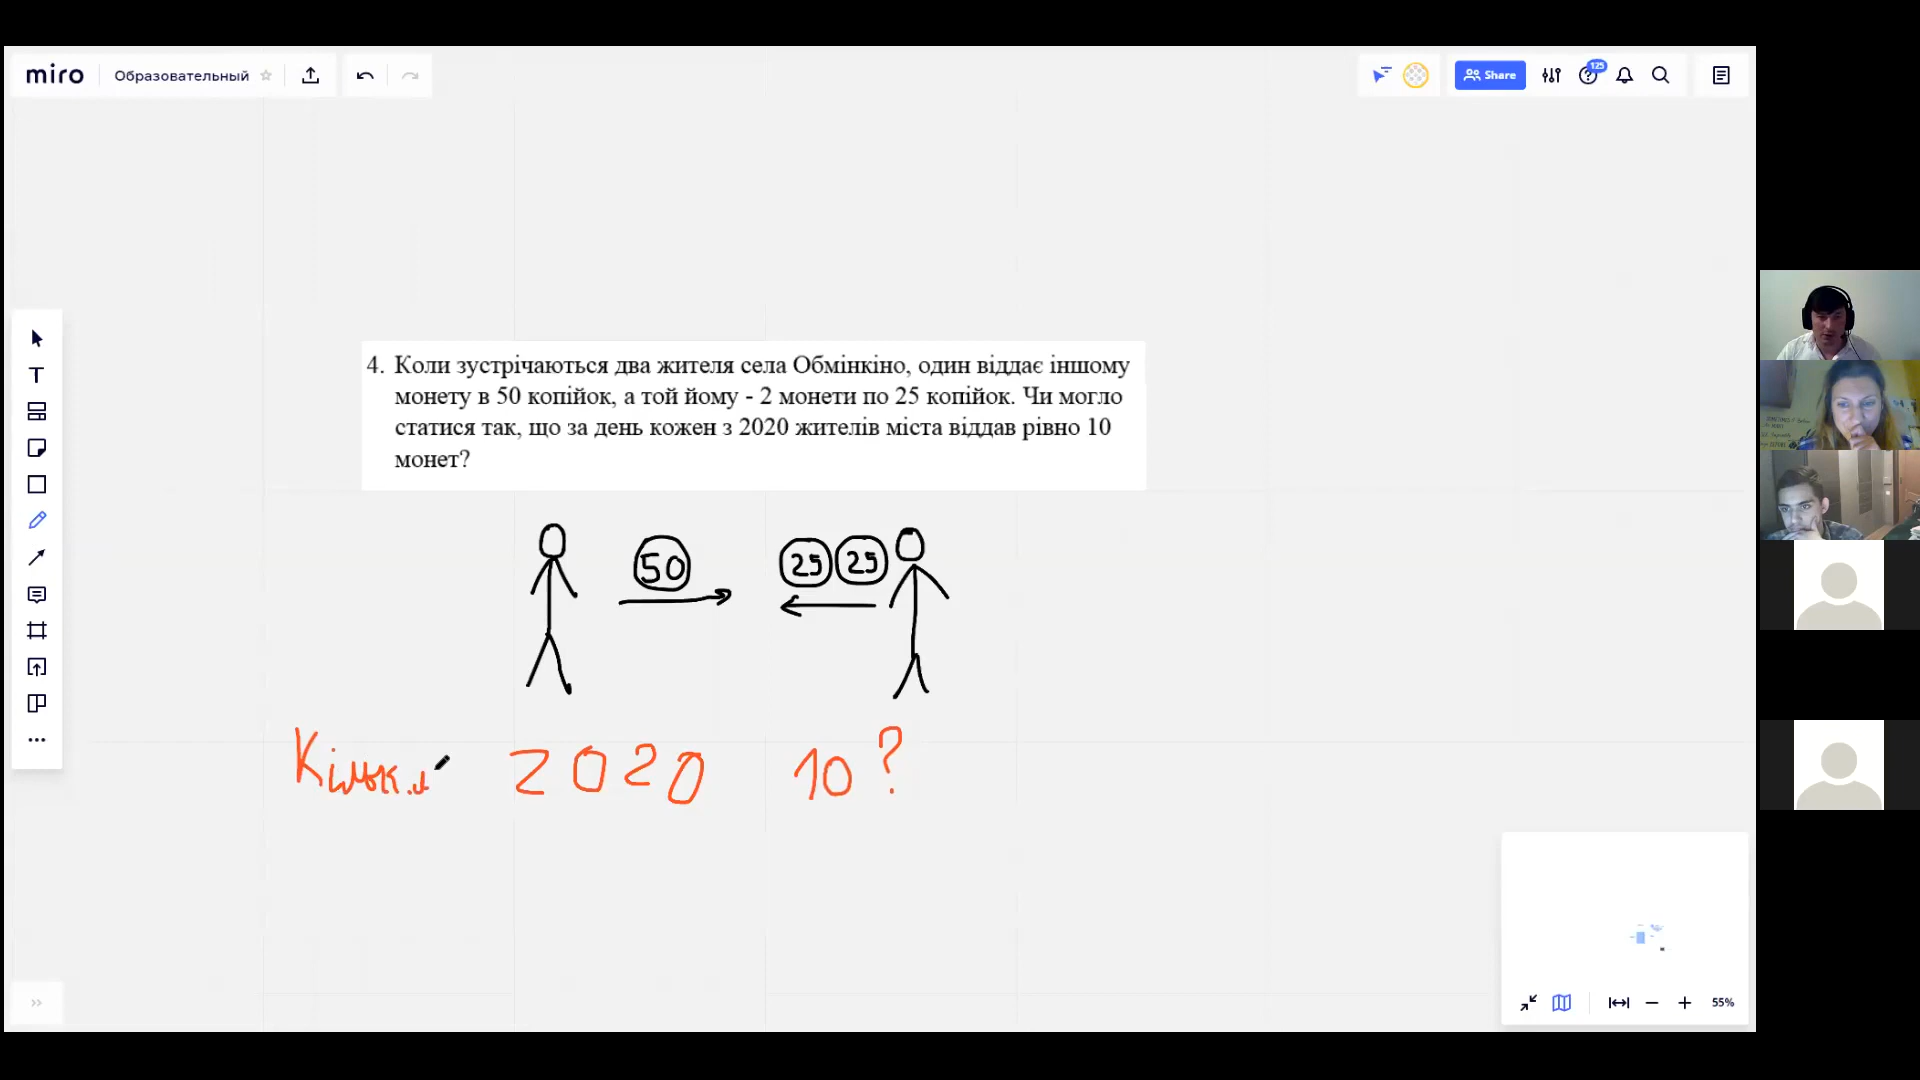 miro Образовательный
Share 125
4. Коли зустрічаються два жителя села Обмінкіно, один віддає іншому
монету в 50 копійок, а той йому - 2 монети по 25 копійок. Чи могло
статися так, що за день кожен з 2020 жителів міста віддав рівно 10
монет?
50 25 25
2020 10?
55%